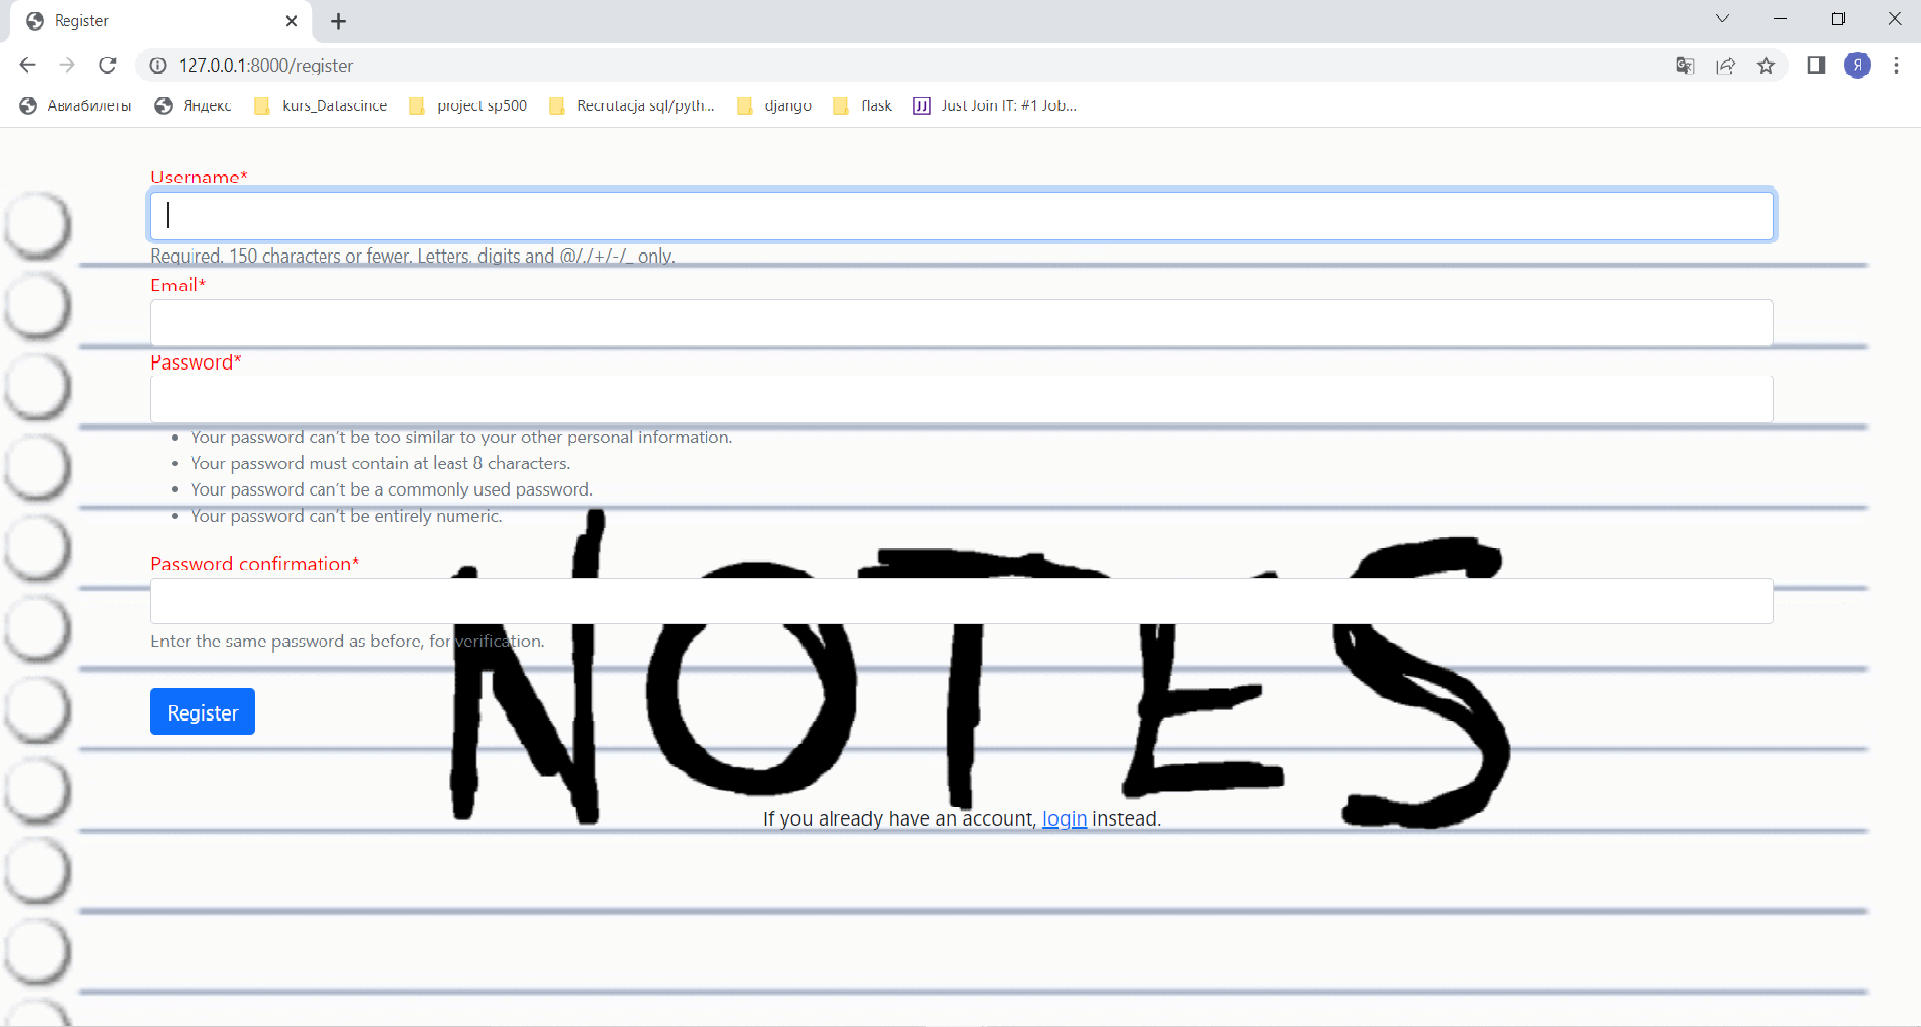 Register
127.0.0.1:8000/register
Я
Авиабилеты Яндекс kurs_Datascince project sp500 Recrutacja sql/pyth... django flask JJ Just Join IT: #1 Job...
Username*
Required. 150 characters or fewer. Letters, digits and @/./+/-/_ only.
Email*
Password*
• Your password can't be too similar to your other personal information.
• Your password must contain at least 8 characters.
• Your password can't be a commonly used password.
• Your password can't be entirely numeric.
Password confirmation*
Enter the same password as before, for verification.
NOTES
Register
If you already have an account, login instead.